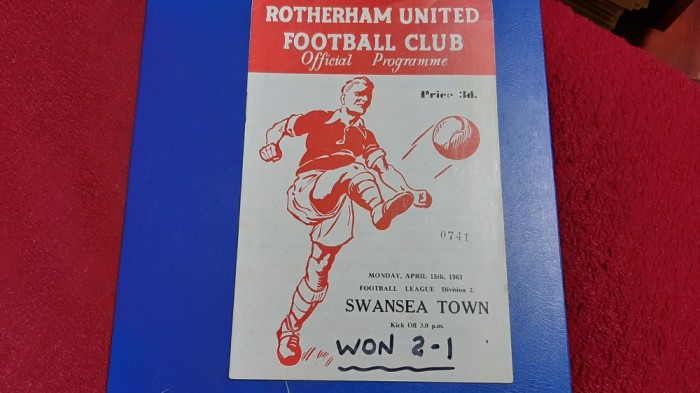 ROTHERHAM UNITED
FOOTBALL CLUB
Official Programme
Price 3d.
0741
MONDAY, APRIL 15th, 1963
FOOTBALL LEAGUE Division 2.
SWANSEA TOWN
Kick Off 3.0 p.m.
WON 2-1